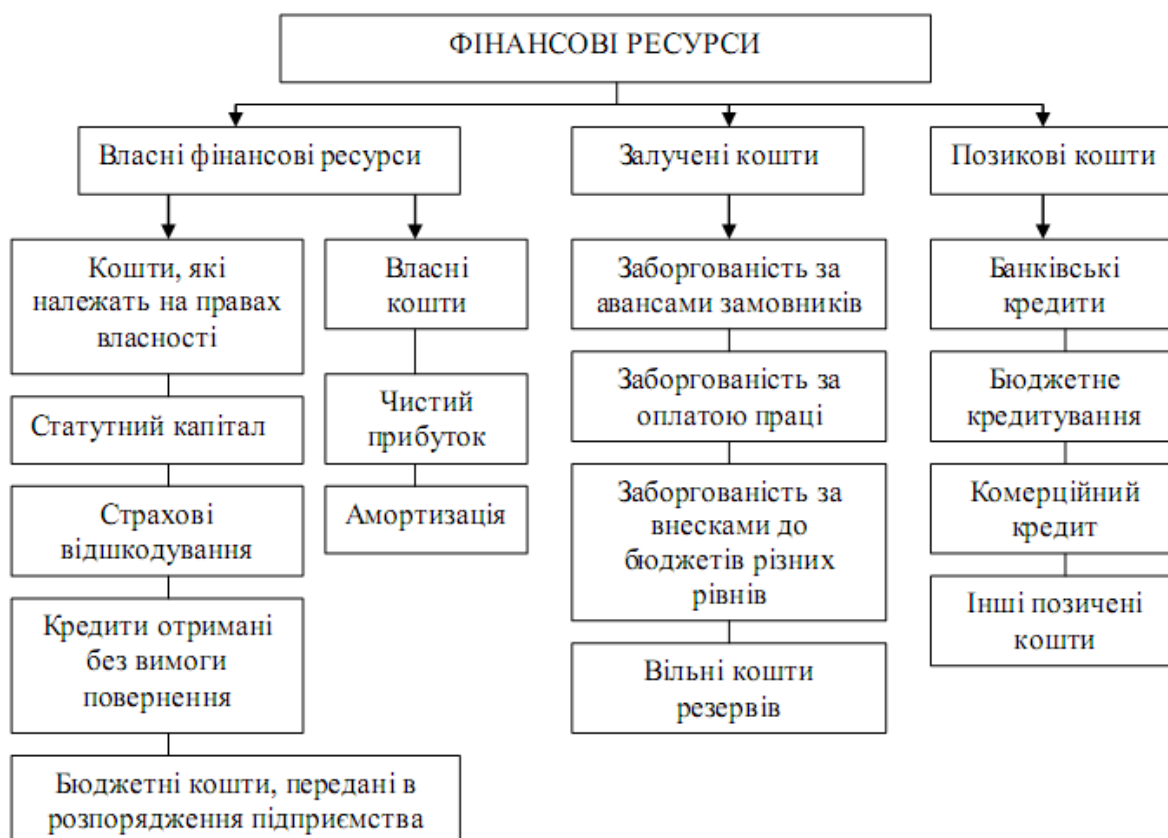 ФІНАНСОВІ РЕСУРСИ
Власні фінансові ресурси
Залучені кошти
Позикові кошти
Кошти, які
належать на правах
власності
Статутний капітал
Страхові
відшкодування
Кредити отримані
без вимоги
повернення
Бюджетні кошти, передані в
розпорядження підприємства
Власні
кошти
Чистий
прибуток
Амортизація
Заборгованість за
авансами замовників
Заборгованість за
оплатою праці
Заборгованість за
внесками до
бюджетів різних
рівнів
Вільні кошти
резервів
Банківські
кредити
Бюджетне
кредитування
Комерційний
кредит
Інші позичені
кошти